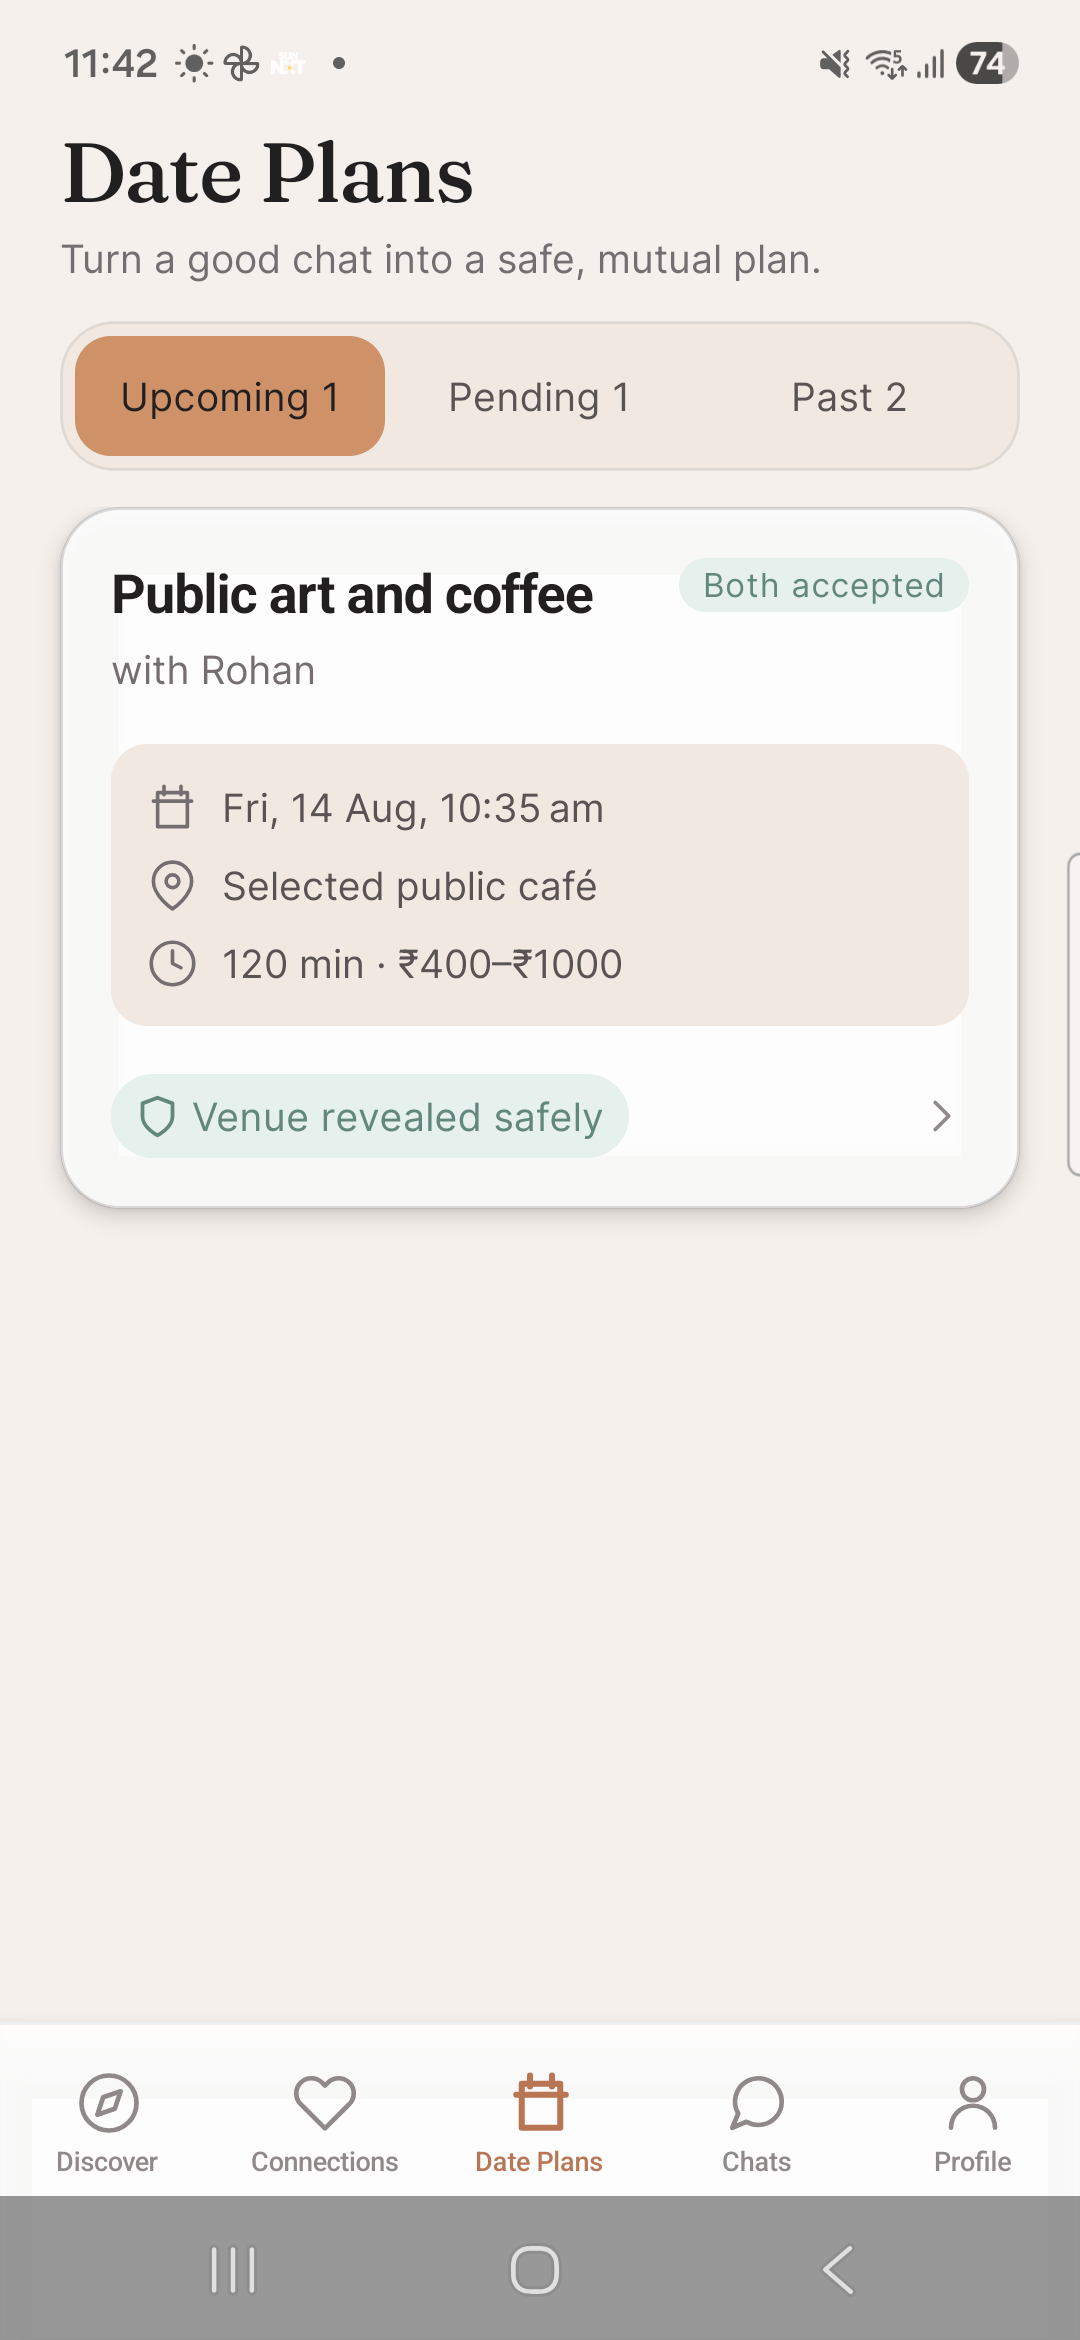 11:42
74
Date Plans
Turn a good chat into a safe, mutual plan.
Upcoming 1
Pending 1
Past 2
Public art and coffee
Both accepted
with Rohan
Fri, 14 Aug, 10:35 am
Selected public café
120 min · ₹400–₹1000
Venue revealed safely
Discover
Connections
Date Plans
Chats
Profile